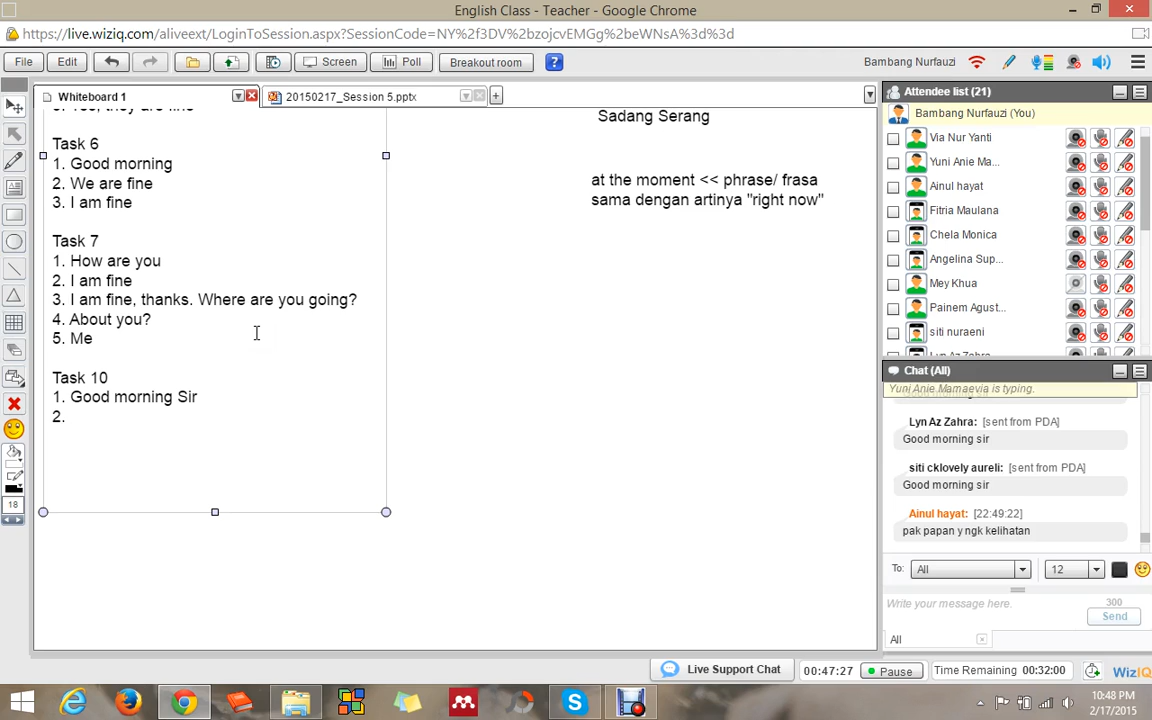 English Class - Teacher - Google Chrome
https://live.wiziq.com/aliveext/LoginToSession.aspx?SessionCode=NY%2f3DV%2bzojcvEMGg%2beWNsA%3d%3d
File Edit Screen Poll Breakout room ? Bambang Nurfauzi
Whiteboard 1 20150217_Session 5.pptx
Task 6
1. Good morning
2. We are fine
3. I am fine
Task 7
1. How are you
2. I am fine
3. I am fine, thanks. Where are you going?
4. About you?
5. Me
Task 10
1. Good morning Sir
2.
Sadang Serang
at the moment << phrase/ frasa
sama dengan artinya "right now"
18
Attendee list (21)
Bambang Nurfauzi (You)
Via Nur Yanti
Yuni Anie Ma...
Ainul hayat
Fitria Maulana
Chela Monica
Angelina Sup...
Mey Khua
Painem Agust...
siti nuraeni
Lyn Az Zahra
Chat (All)
Yuni Anie Mamaevia is typing.
Good morning sir
Lyn Az Zahra: [sent from PDA]
Good morning sir
siti cklovely aureli: [sent from PDA]
Good morning sir
Ainul hayat: [22:49:22]
pak papan y ngk kelihatan
To: All 12
Write your message here.
300
Send
All
Live Support Chat 00:47:27 Pause Time Remaining 00:32:00 WizIQ
10:48 PM
2/17/2015